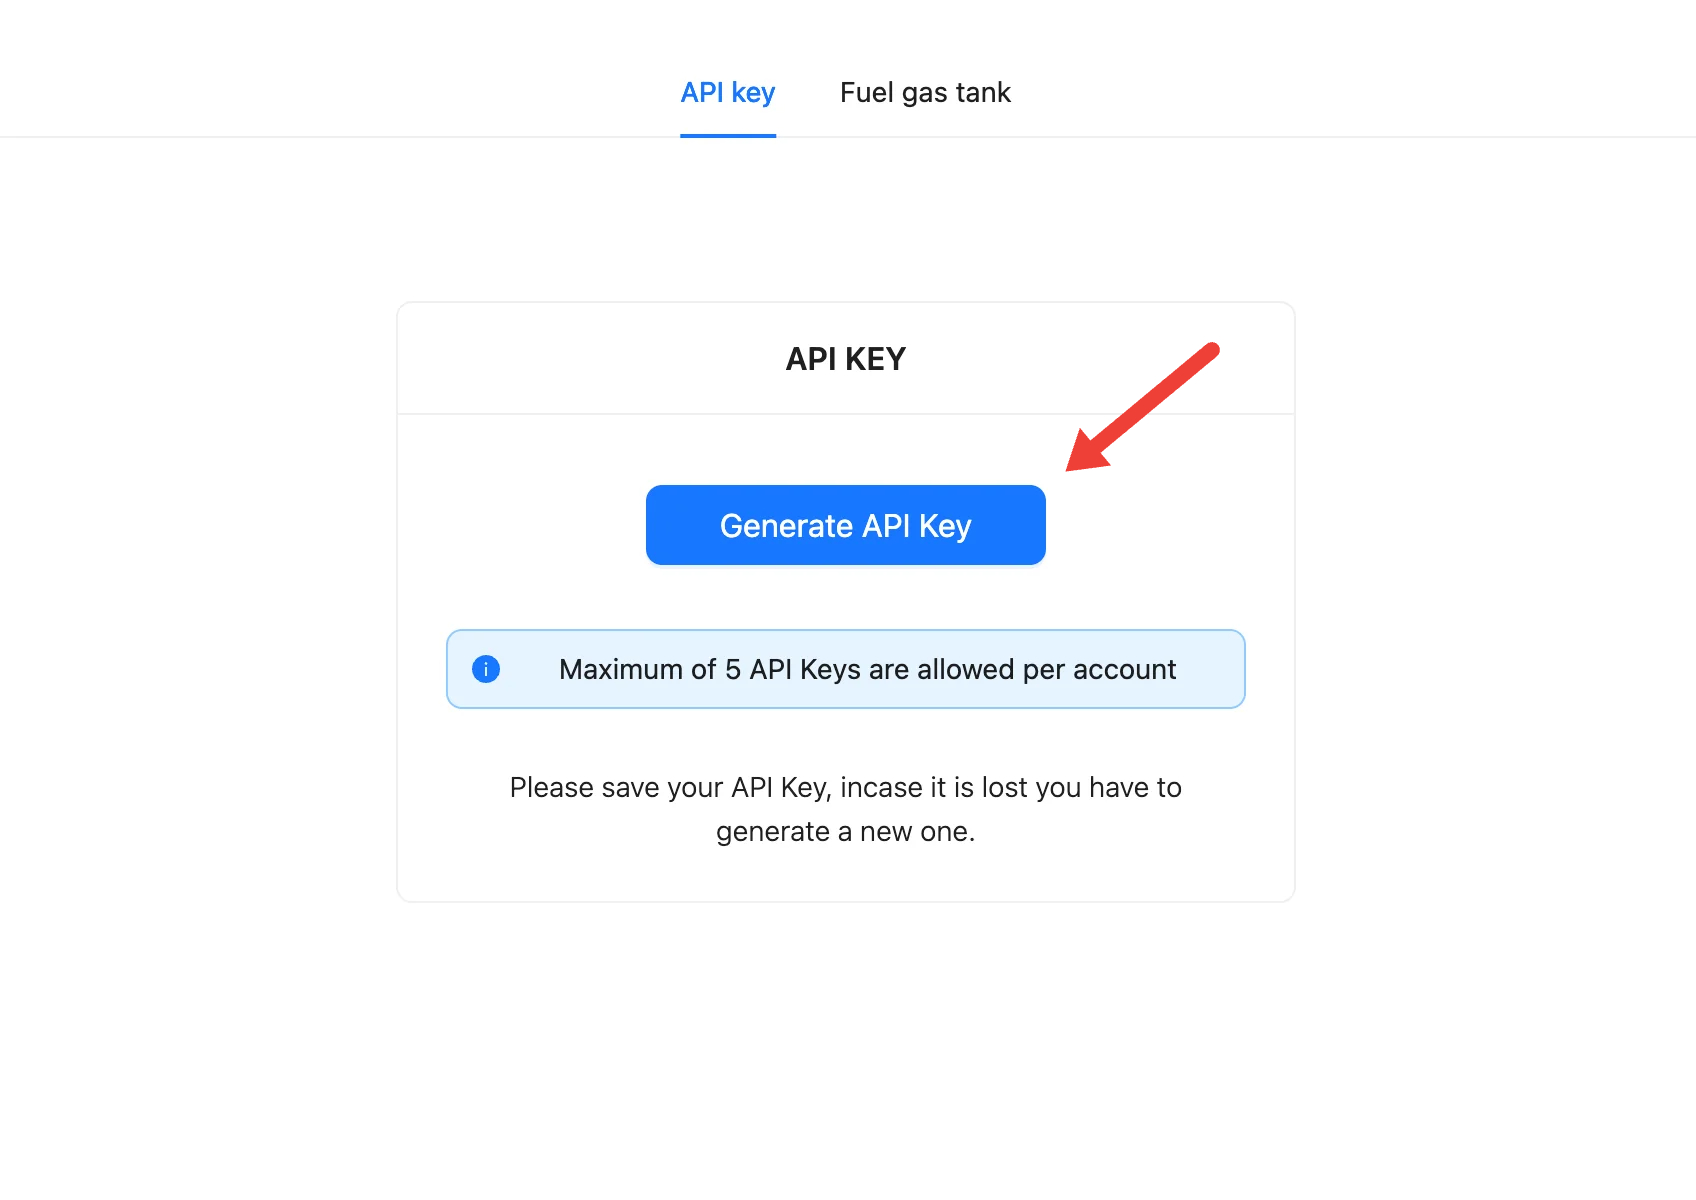 API key
Fuel gas tank
API KEY
Generate API Key
Maximum of 5 API Keys are allowed per account
Please save your API Key, incase it is lost you have to
generate a new one.